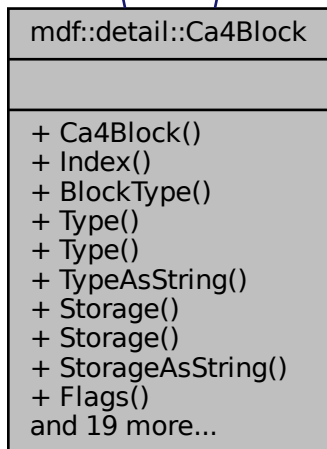 mdf::detail::Ca4Block
+ Ca4Block()
+ Index()
+ BlockType()
+ Type()
+ Type()
+ TypeAsString()
+ Storage()
+ Storage()
+ StorageAsString()
+ Flags()
and 19 more...